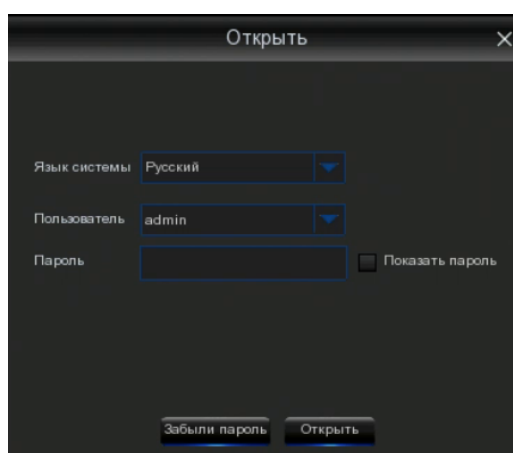 Открыть
Язык системы Русский
Пользователь admin
Пароль Показать пароль
Забыли пароль Открыть